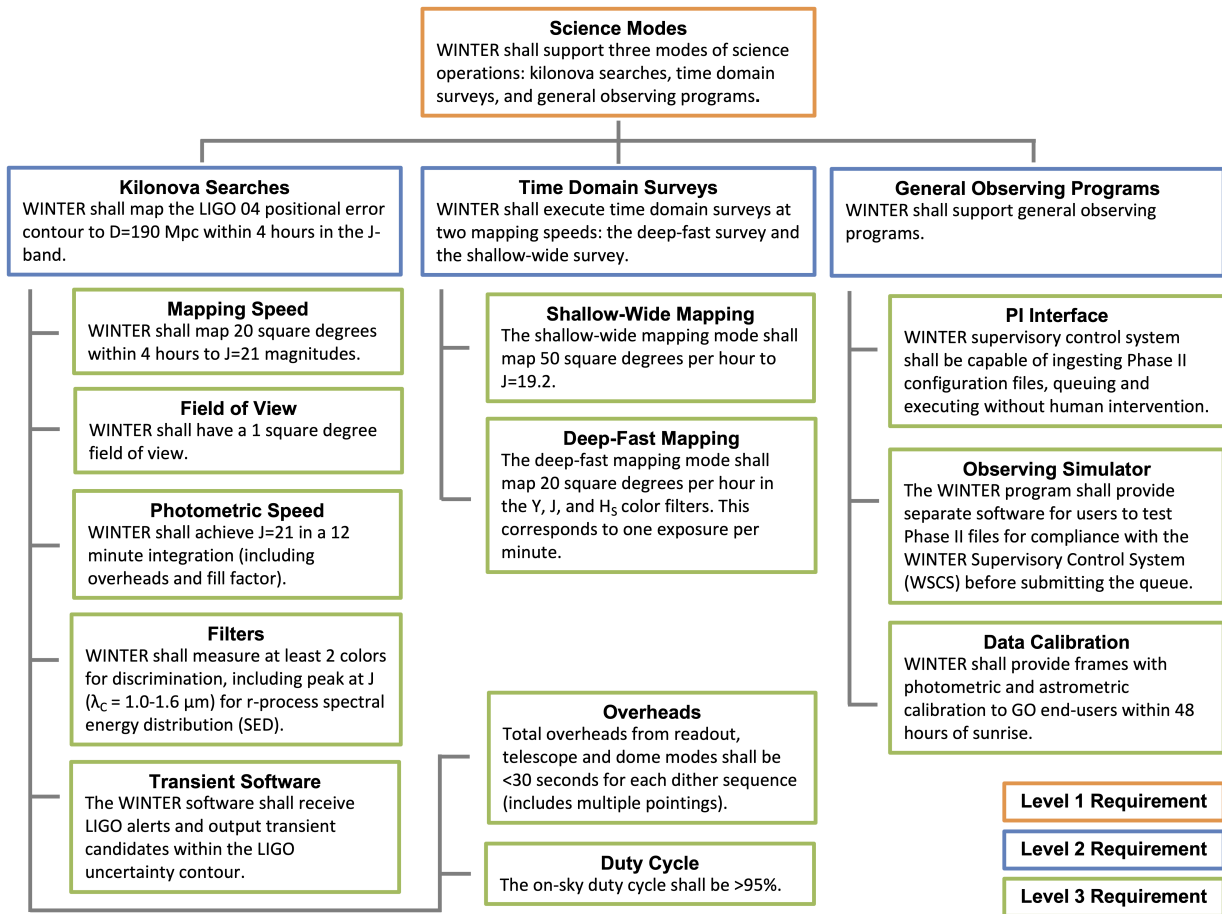 Science Modes
WINTER shall support three modes of science
operations: kilonova searches, time domain
surveys, and general observing programs.
Kilonova Searches
WINTER shall map the LIGO 04 positional error
contour to D=190 Mpc within 4 hours in the J-
band.
Mapping Speed
WINTER shall map 20 square degrees
within 4 hours to J=21 magnitudes.
Field of View
WINTER shall have a 1 square degree
field of view.
Photometric Speed
WINTER shall achieve J=21 in a 12
minute integration (including
overheads and fill factor).
Filters
WINTER shall measure at least 2 colors
for discrimination, including peak at J
(λC = 1.0-1.6 μm) for r-process spectral
energy distribution (SED).
Transient Software
The WINTER software shall receive
LIGO alerts and output transient
candidates within the LIGO
uncertainty contour.
Overheads
Total overheads from readout,
telescope and dome modes shall be
<30 seconds for each dither sequence
(includes multiple pointings).
Duty Cycle
The on-sky duty cycle shall be >95%.
Time Domain Surveys
WINTER shall execute time domain surveys at
two mapping speeds: the deep-fast survey and
the shallow-wide survey.
Shallow-Wide Mapping
The shallow-wide mapping mode shall
map 50 square degrees per hour to
J=19.2.
Deep-Fast Mapping
The deep-fast mapping mode shall
map 20 square degrees per hour in
the Y, J, and HS color filters. This
corresponds to one exposure per
minute.
General Observing Programs
WINTER shall support general observing
programs.
PI Interface
WINTER supervisory control system
shall be capable of ingesting Phase II
configuration files, queuing and
executing without human intervention.
Observing Simulator
The WINTER program shall provide
separate software for users to test
Phase II files for compliance with the
WINTER Supervisory Control System
(WSCS) before submitting the queue.
Data Calibration
WINTER shall provide frames with
photometric and astrometric
calibration to GO end-users within 48
hours of sunrise.
Level 1 Requirement
Level 2 Requirement
Level 3 Requirement